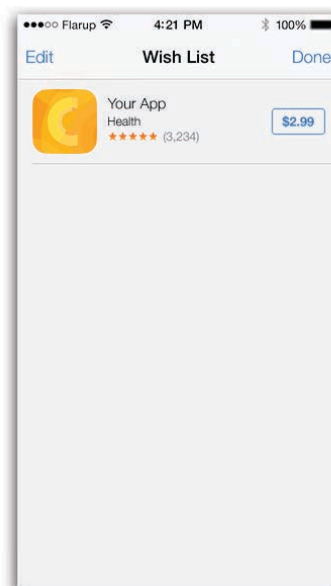 Flarup 4:21 PM 100%
Edit Wish List Done
Your App
Health
(3,234)
$2.99